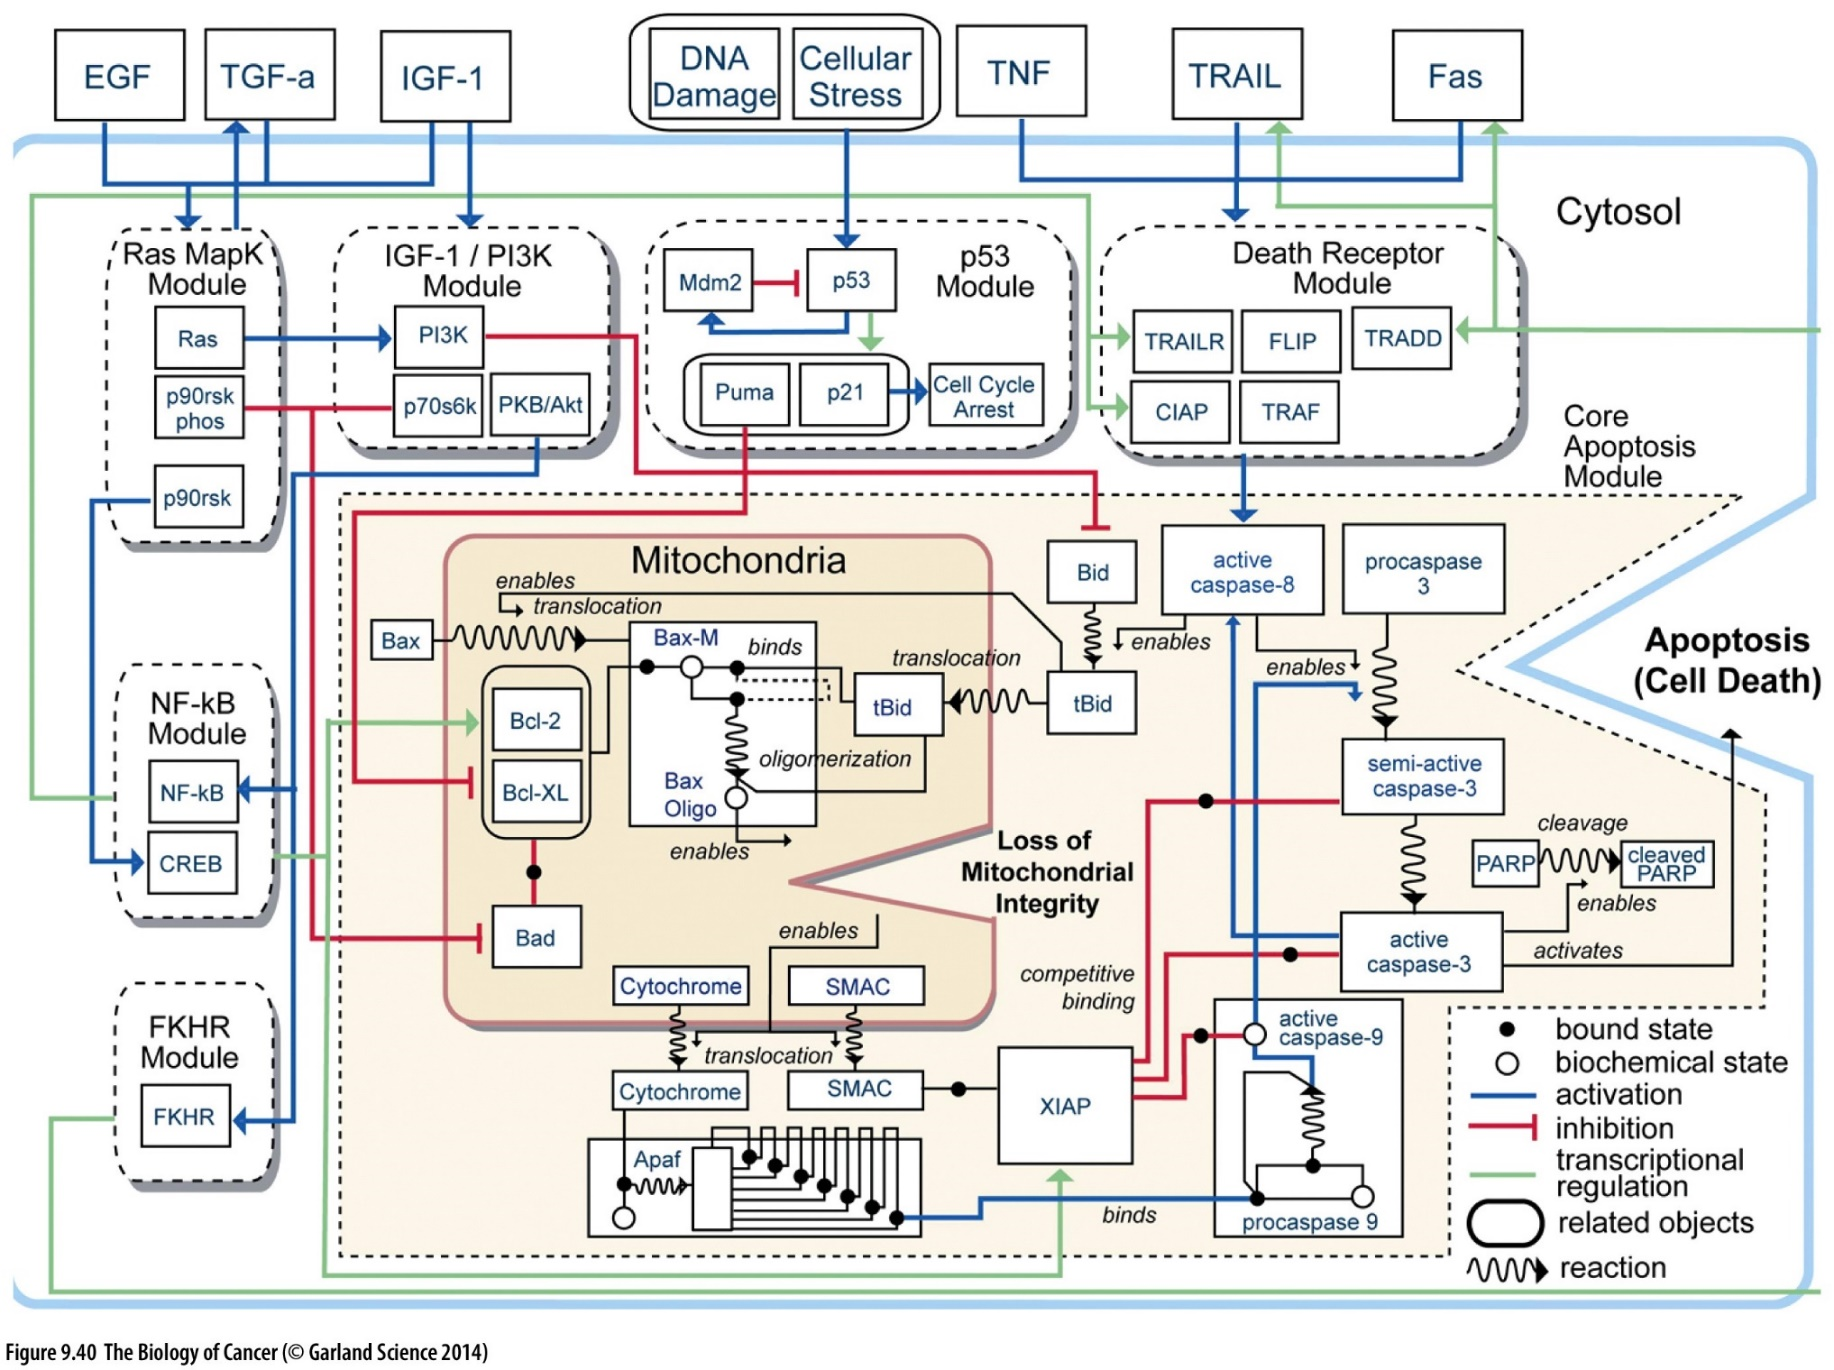 EGF
TGF-a
IGF-1
DNA
Damage
Cellular
Stress
TNF
TRAIL
Fas
Cytosol
Ras MapK
Module
Ras
p90rsk
phos
p90rsk
IGF-1 / PI3K
Module
PI3K
p70s6k
PKB/Akt
p53
Module
Mdm2
p53
Puma
p21
Cell Cycle
Arrest
Death Receptor
Module
TRAILR
FLIP
TRADD
CIAP
TRAF
Core
Apoptosis
Module
Mitochondria
enables
translocation
Bax
Bax-M
binds
translocation
tBid
tBid
Bid
enables
active
caspase-8
procaspase
3
enables
Apoptosis
(Cell Death)
NF-kB
Module
NF-kB
CREB
Bcl-2
Bcl-XL
oligomerization
Bax
Oligo
enables
semi-active
caspase-3
Loss of
Mitochondrial
Integrity
cleavage
PARP
cleaved
PARP
enables
Bad
enables
active
caspase-3
activates
competitive
binding
Cytochrome
SMAC
translocation
Cytochrome
SMAC
XIAP
active
caspase-9
FKHR
Module
FKHR
Apaf
binds
procaspase 9
bound state
biochemical state
activation
inhibition
transcriptional
regulation
related objects
reaction
Figure 9.40 The Biology of Cancer (© Garland Science 2014)